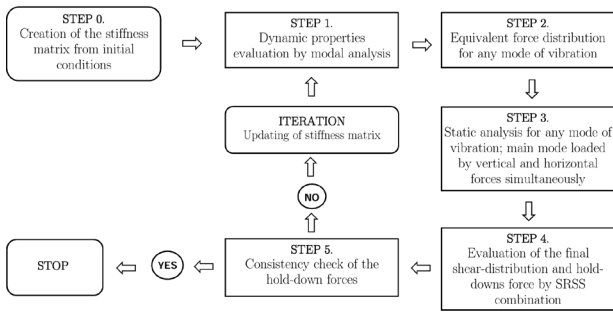 STEP 0.
Creation of the stiffness
matrix from initial
conditions
STEP 1.
Dynamic properties
evaluation by modal analysis
STEP 2.
Equivalent force distribution
for any mode of vibration
STEP 3.
Static analysis for any mode of
vibration; main mode loaded
by vertical and horizontal
forces simultaneously
STEP 4.
Evaluation of the final
shear-distribution and hold-
downs force by SRSS
combination
STEP 5.
Consistency check of the
hold-down forces
NO
ITERATION
Updating of stiffness matrix
YES
STOP